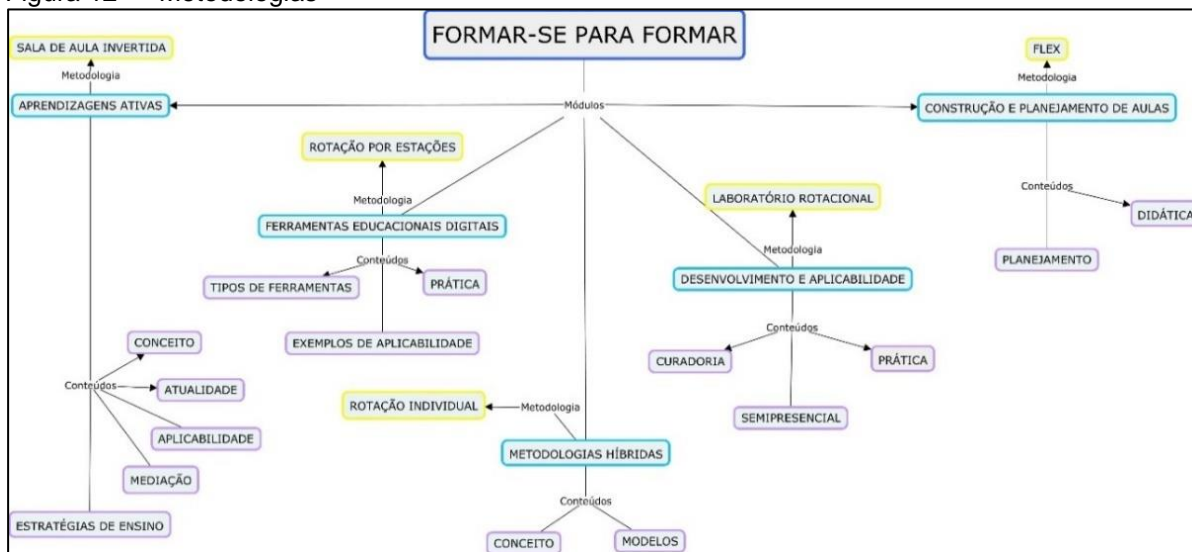 Figura 12 – Metodologias
FORMAR-SE PARA FORMAR
SALA DE AULA INVERTIDA
FLEX
Metodologia
Metodologia
APRENDIZAGENS ATIVAS
Módulos
CONSTRUÇÃO E PLANEJAMENTO DE AULAS
ROTAÇÃO POR ESTAÇÕES
Metodologia
LABORATÓRIO ROTACIONAL
Conteúdos
DIDÁTICA
FERRAMENTAS EDUCACIONAIS DIGITAIS
Metodologia
Conteúdos
PLANEJAMENTO
TIPOS DE FERRAMENTAS
PRÁTICA
DESENVOLVIMENTO E APLICABILIDADE
CONCEITO
EXEMPLOS DE APLICABILIDADE
Conteúdos
CURADORIA
PRÁTICA
Conteúdos
ATUALIDADE
ROTAÇÃO INDIVIDUAL
Metodologia
SEMIPRESENCIAL
APLICABILIDADE
METODOLOGIAS HÍBRIDAS
MEDIAÇÃO
Conteúdos
ESTRATÉGIAS DE ENSINO
CONCEITO
MODELOS